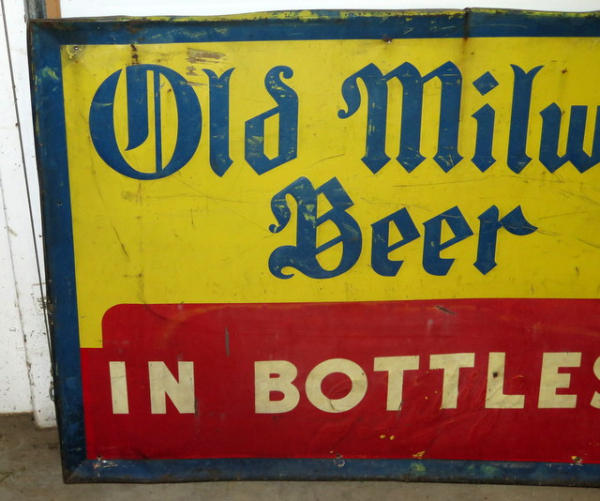 Old Milw
Beer
IN BOTTLES